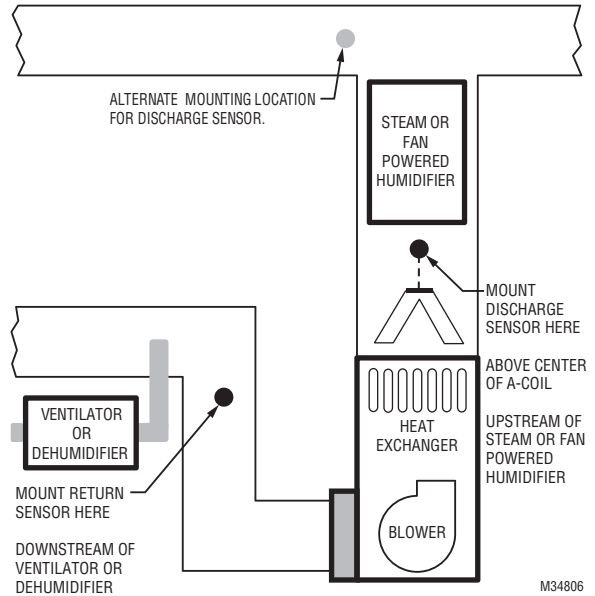 ALTERNATE MOUNTING LOCATION
FOR DISCHARGE SENSOR.
STEAM OR
FAN
POWERED
HUMIDIFIER
MOUNT
DISCHARGE
SENSOR HERE
ABOVE CENTER
OF A-COIL
UPSTREAM OF
STEAM OR FAN
POWERED
HUMIDIFIER
HEAT
EXCHANGER
BLOWER
VENTILATOR
OR
DEHUMIDIFIER
MOUNT RETURN
SENSOR HERE
DOWNSTREAM OF
VENTILATOR OR
DEHUMIDIFIER
M34806